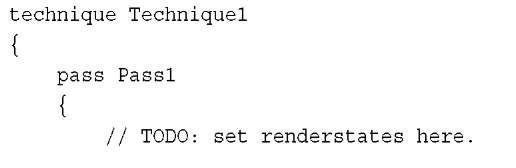 technique Technique1
{
    pass Pass1
    {
        // TODO: set renderstates here.